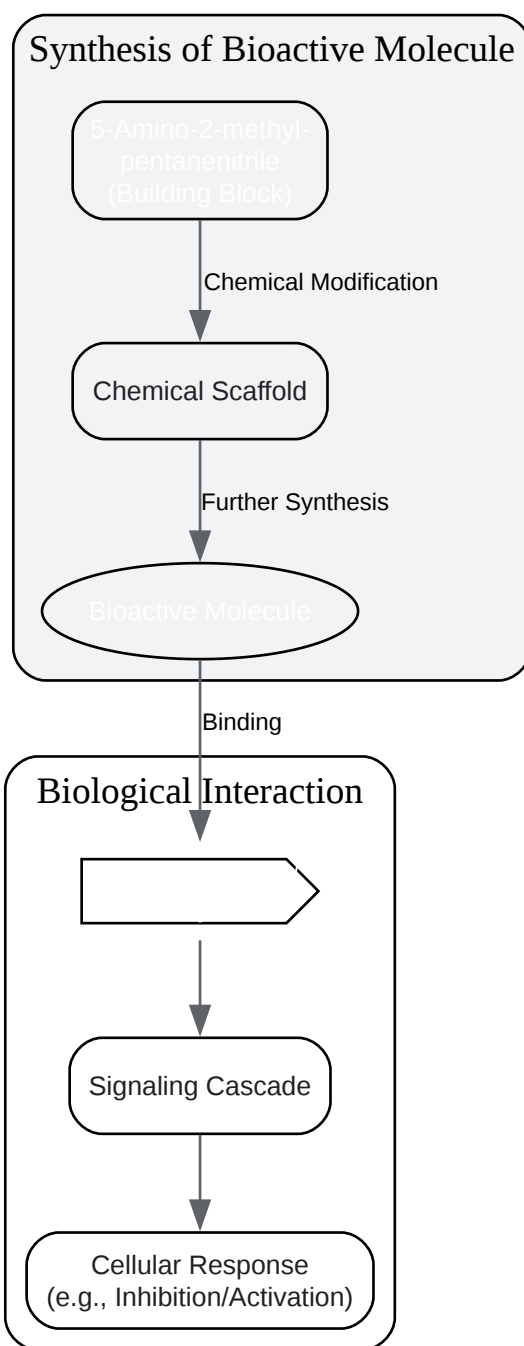 Synthesis of Bioactive Molecule
5-Amino-2-methyl-
pentanenitrile
(Building Block)
Chemical Modification
Chemical Scaffold
Further Synthesis
Bioactive Molecule
Binding
Biological Interaction
Signaling Cascade
Cellular Response
(e.g., Inhibition/Activation)